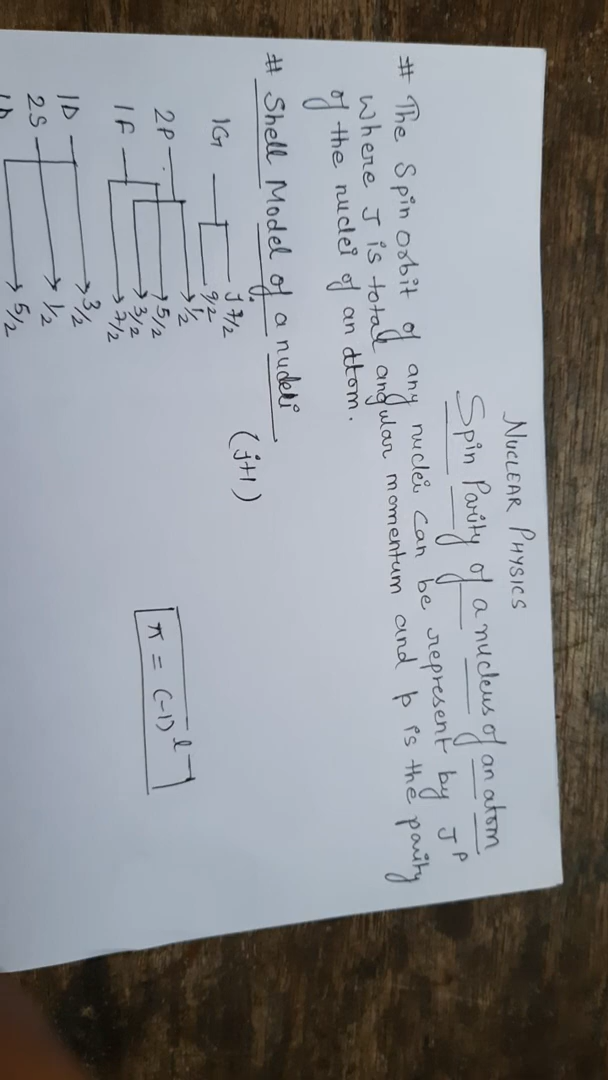 NUCLEAR PHYSICS
Spin Parity of a nucleus of an atom
# The Spin orbit of any nuclei can be represent by J^P
where J is total angular momentum and p is the parity
of the nuclei of an atom.
# Shell Model of a nuclei
(j+1)
J
1G 7/2
9/2
2P 1/2
5/2
3/2
1F 7/2
π = (-1)^l
1D 3/2
2S 1/2
5/2